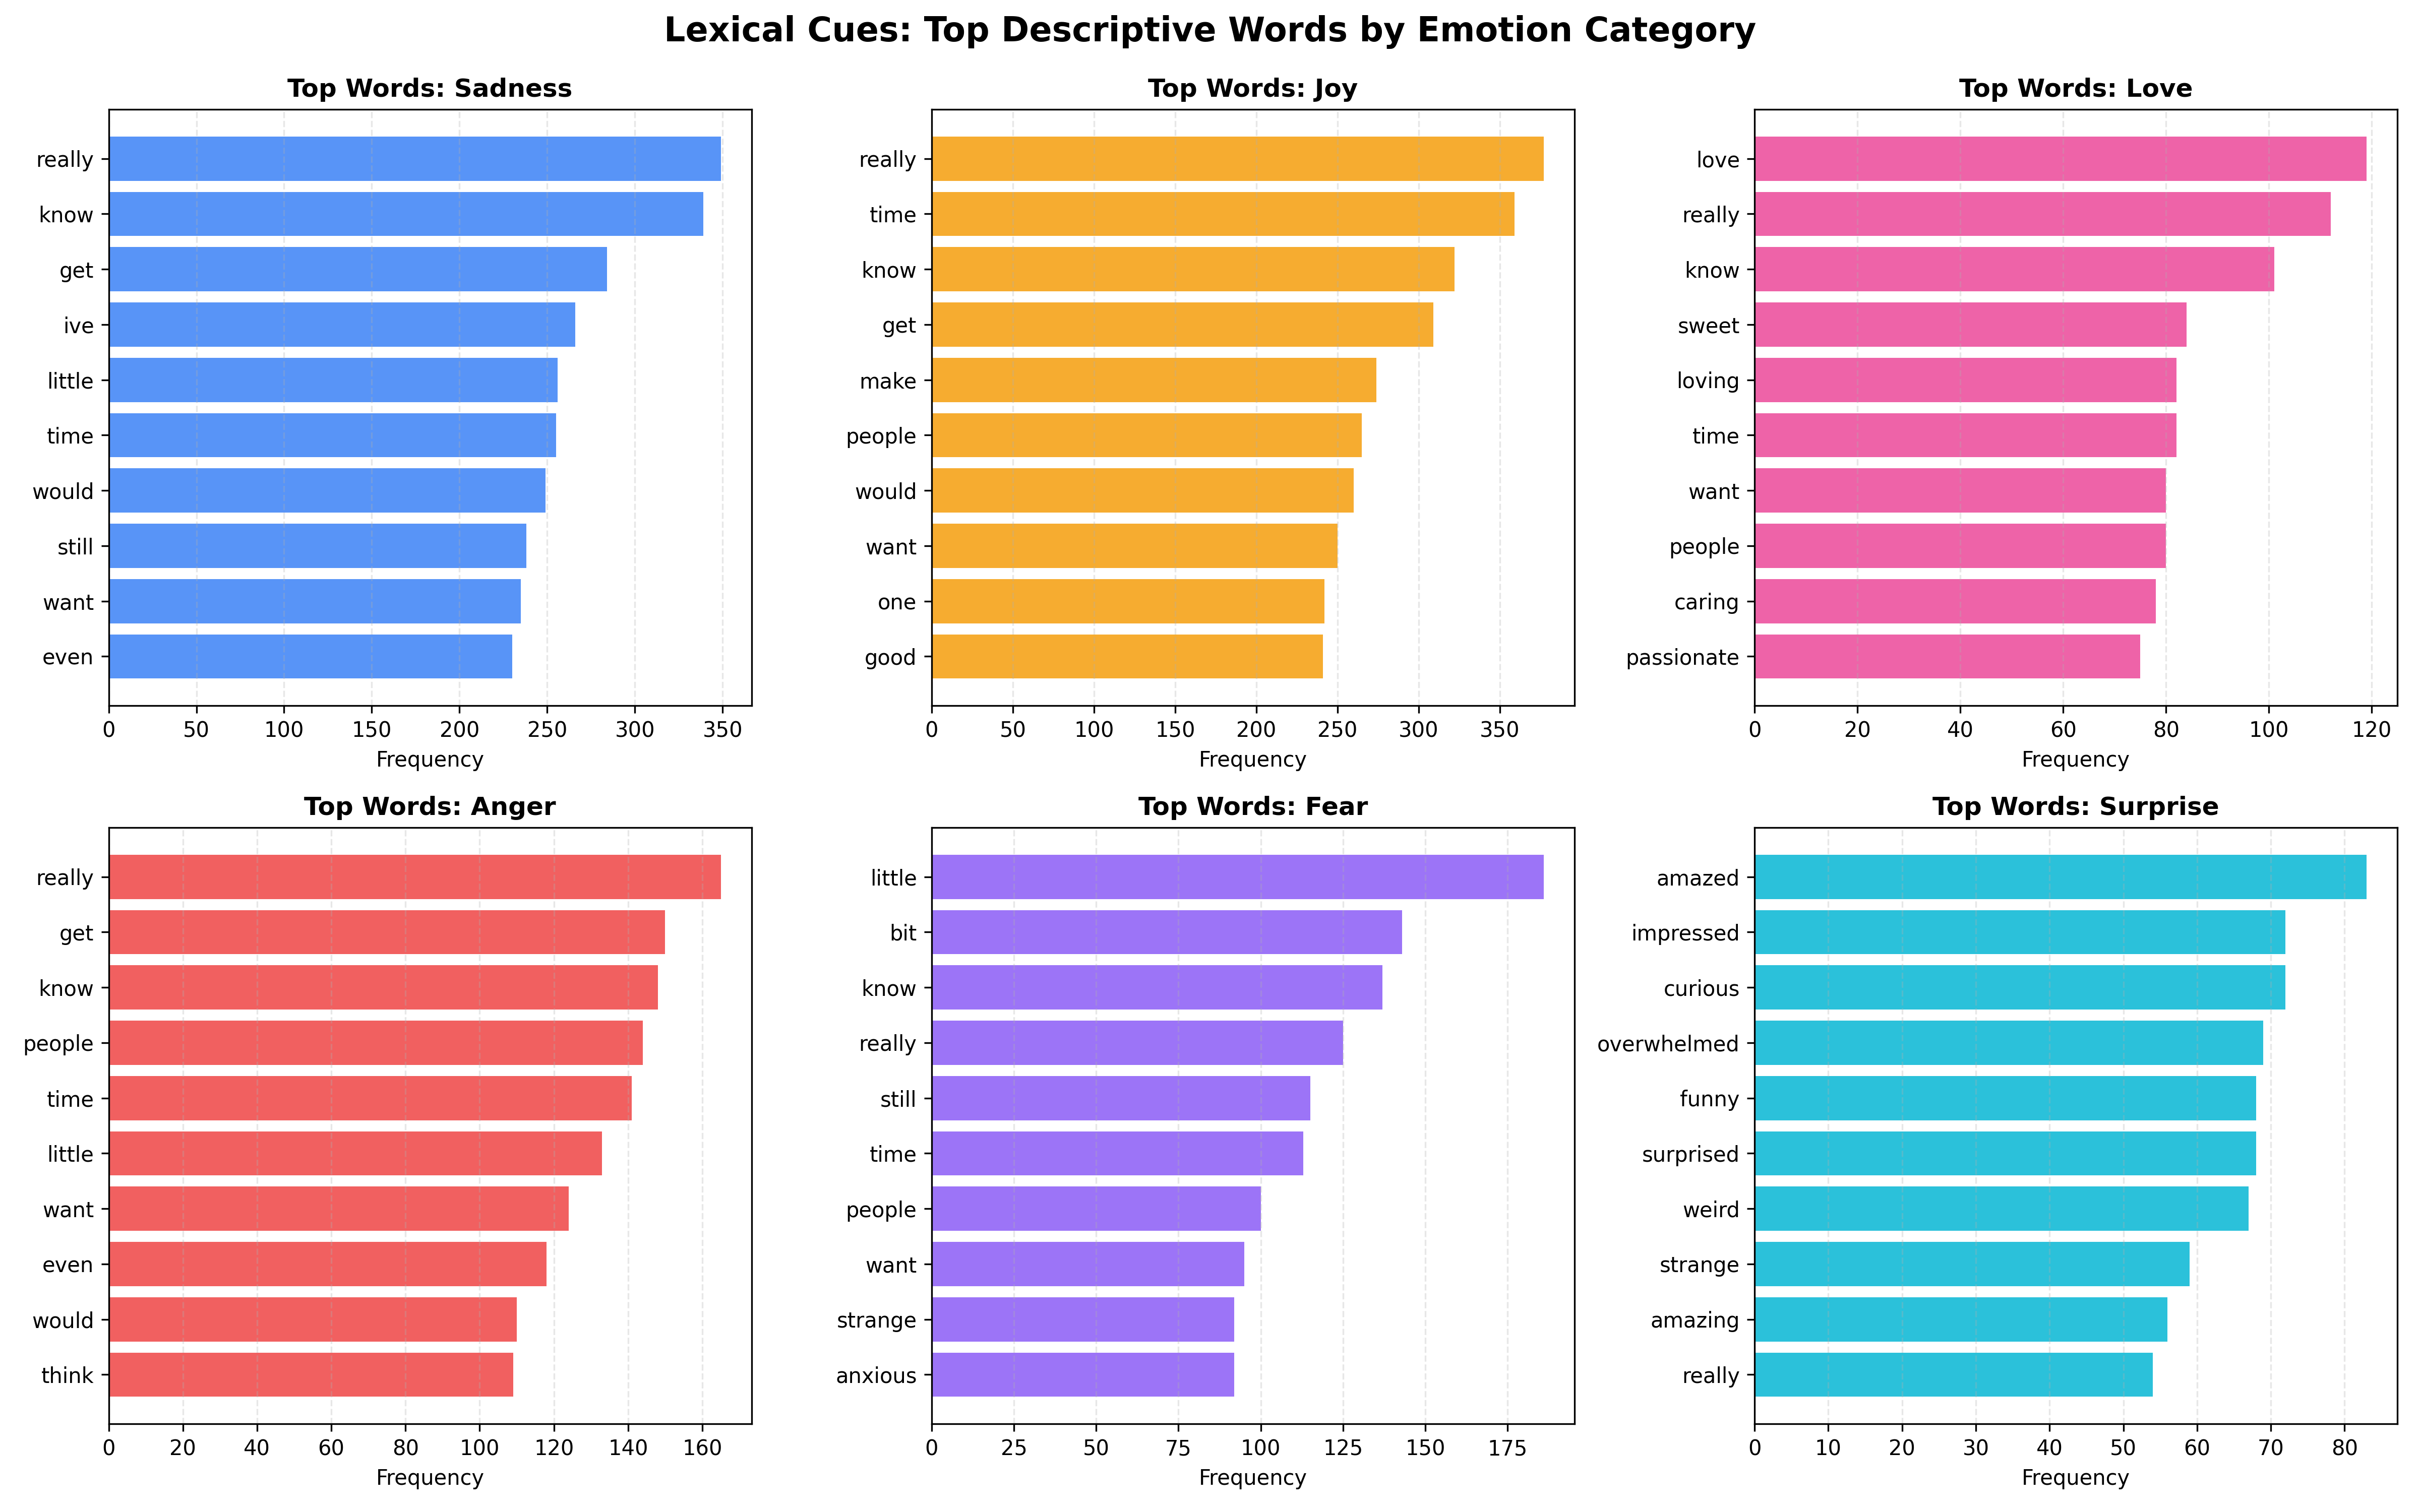 Lexical Cues: Top Descriptive Words by Emotion Category
Top Words: Sadness
really
know
get
ive
little
time
would
still
want
even
0 50 100 150 200 250 300 350
Frequency
Top Words: Joy
really
time
know
get
make
people
would
want
one
good
0 50 100 150 200 250 300 350
Frequency
Top Words: Love
love
really
know
sweet
loving
time
want
people
caring
passionate
0 20 40 60 80 100 120
Frequency
Top Words: Anger
really
get
know
people
time
little
want
even
would
think
0 20 40 60 80 100 120 140 160
Frequency
Top Words: Fear
little
bit
know
really
still
time
people
want
strange
anxious
0 25 50 75 100 125 150 175
Frequency
Top Words: Surprise
amazed
impressed
curious
overwhelmed
funny
surprised
weird
strange
amazing
really
0 10 20 30 40 50 60 70 80
Frequency